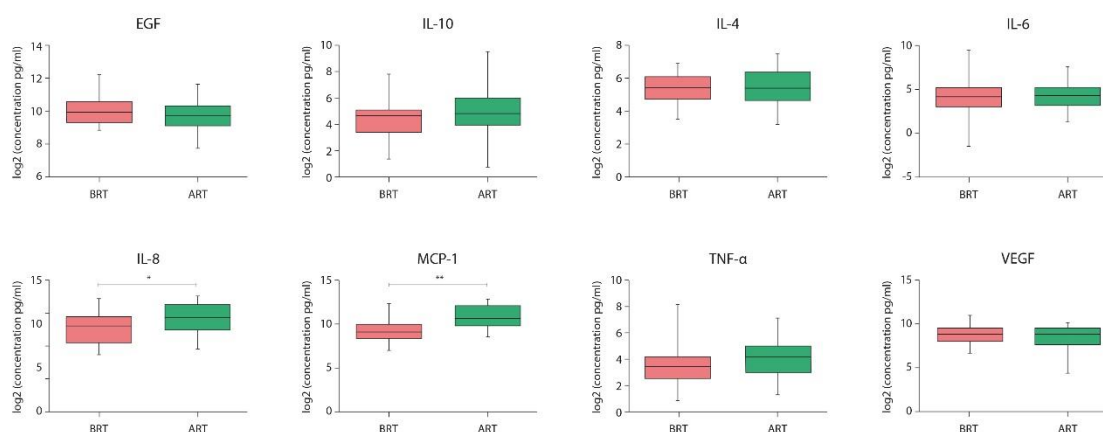 EGF
log2 (concentration pg/ml)
14
12
10
8
6
BRT
ART
IL-10
log2 (concentration pg/ml)
10
8
6
4
2
0
BRT
ART
IL-4
log2 (concentration pg/ml)
8
6
4
2
0
BRT
ART
IL-6
log2 (concentration pg/ml)
10
5
0
-5
BRT
ART
IL-8
*
log2 (concentration pg/ml)
15
10
5
0
BRT
ART
MCP-1
**
log2 (concentration pg/ml)
15
10
5
0
BRT
ART
TNF-α
log2 (concentration pg/ml)
10
8
6
4
2
0
BRT
ART
VEGF
log2 (concentration pg/ml)
15
10
5
0
BRT
ART